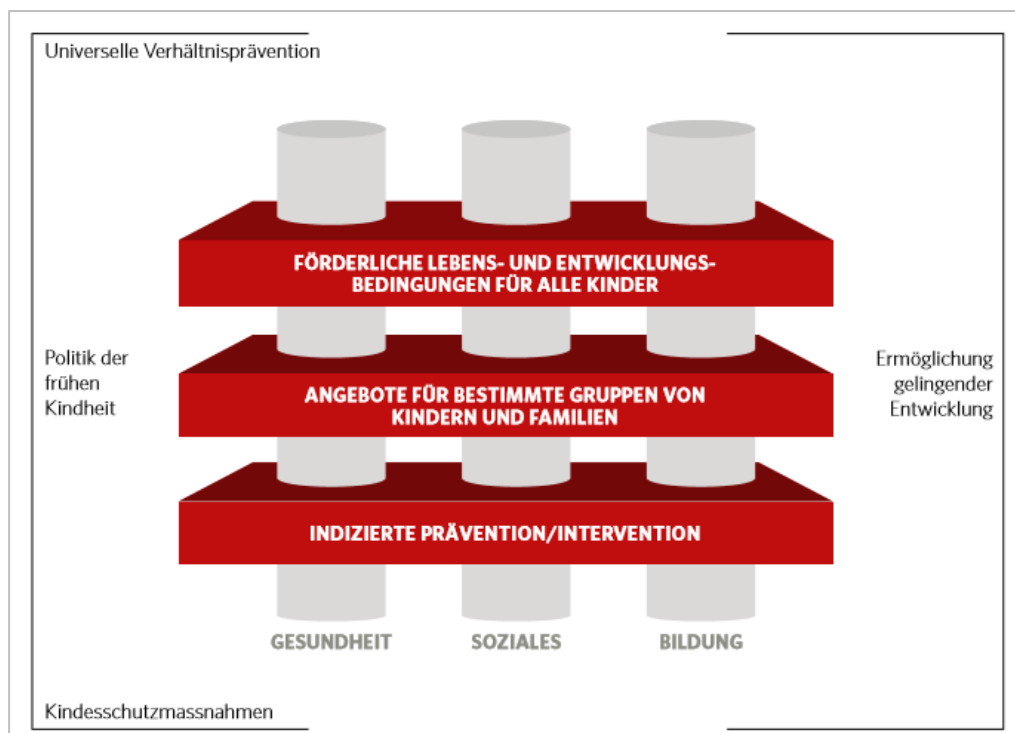 Universelle Verhältnisprävention
FÖRDERLICHE LEBENS- UND ENTWICKLUNGS-
BEDINGUNGEN FÜR ALLE KINDER
Politik der
frühen
Kindheit
ANGEBOTE FÜR BESTIMMTE GRUPPEN VON
KINDERN UND FAMILIEN
Ermöglichung
gelingender
Entwicklung
INDIZIERTE PRÄVENTION/INTERVENTION
GESUNDHEIT
SOZIALES
BILDUNG
Kindesschutzmassnahmen